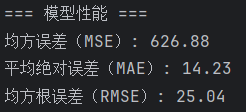 === 模型性能 ===
均方误差（MSE）: 626.88
平均绝对误差（MAE）: 14.23
均方根误差（RMSE）: 25.04